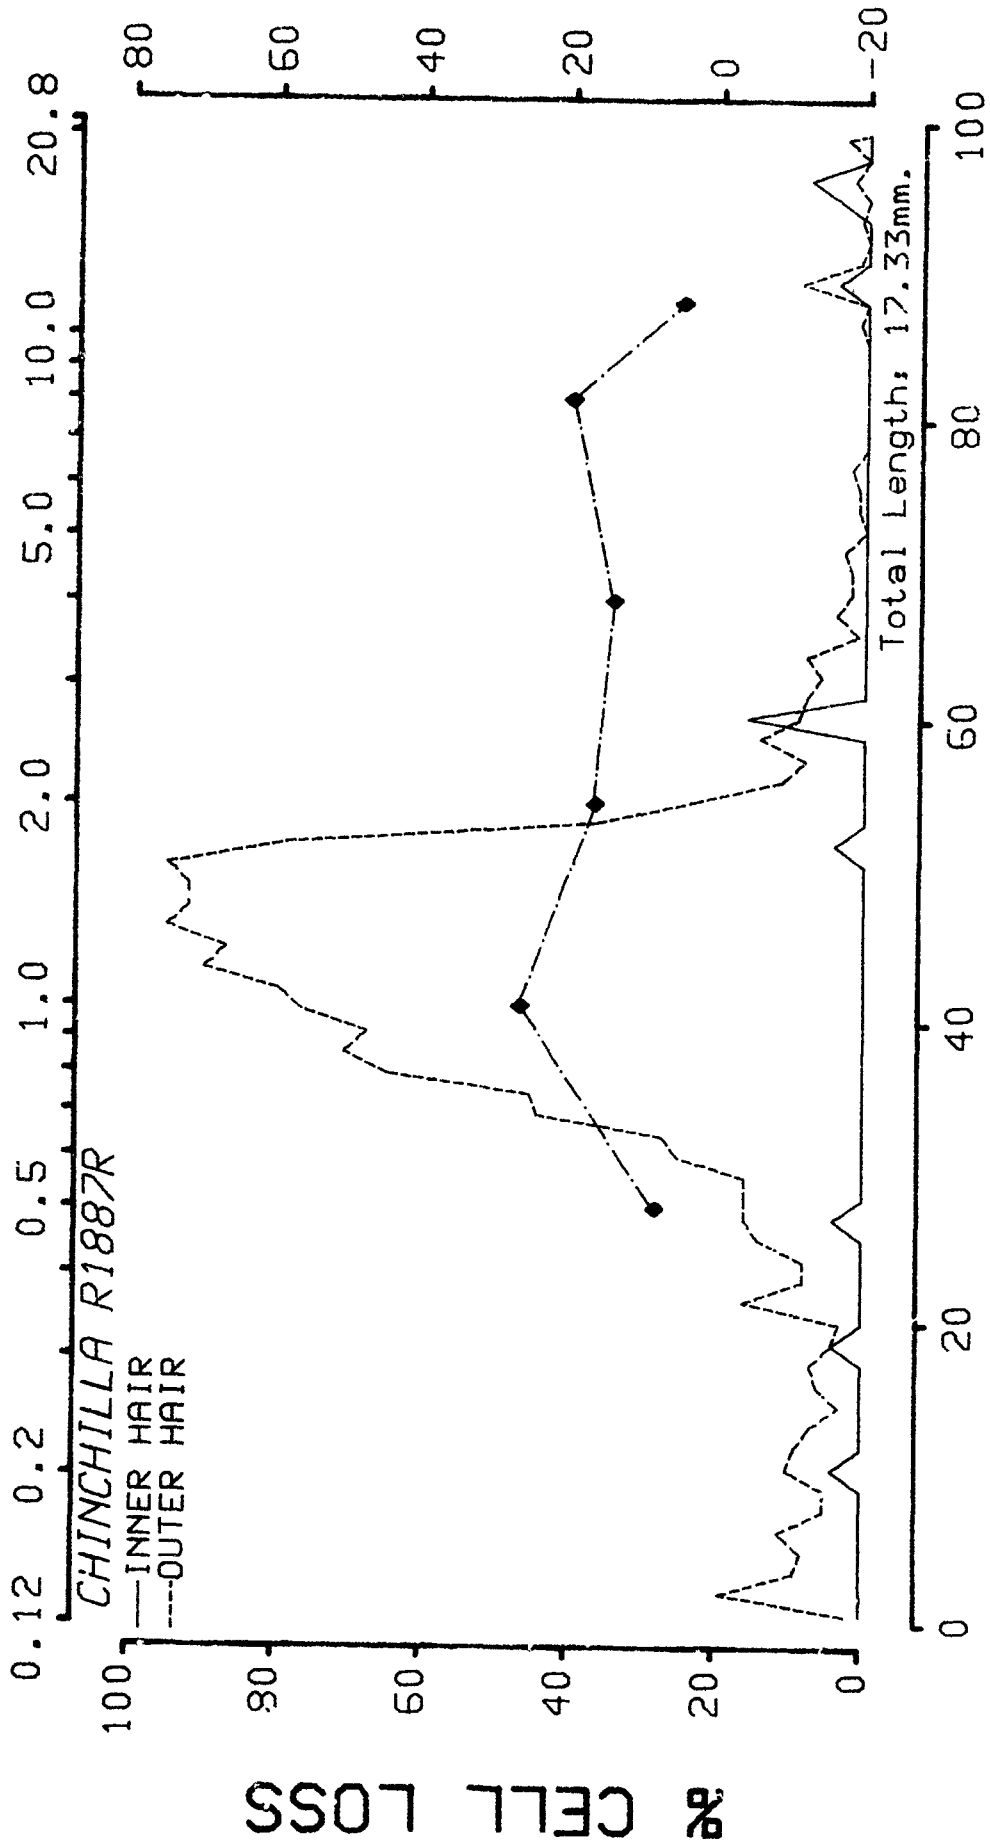 0.12 0.2 0.5 1.0 2.0 5.0 10.0 20.8
CHINCHILLA R1887R
INNER HAIR
OUTER HAIR
% CELL LOSS
100
80
60
40
20
0
80
60
40
20
0
-20
Total Length: 17.33mm.
0 20 40 60 80 100